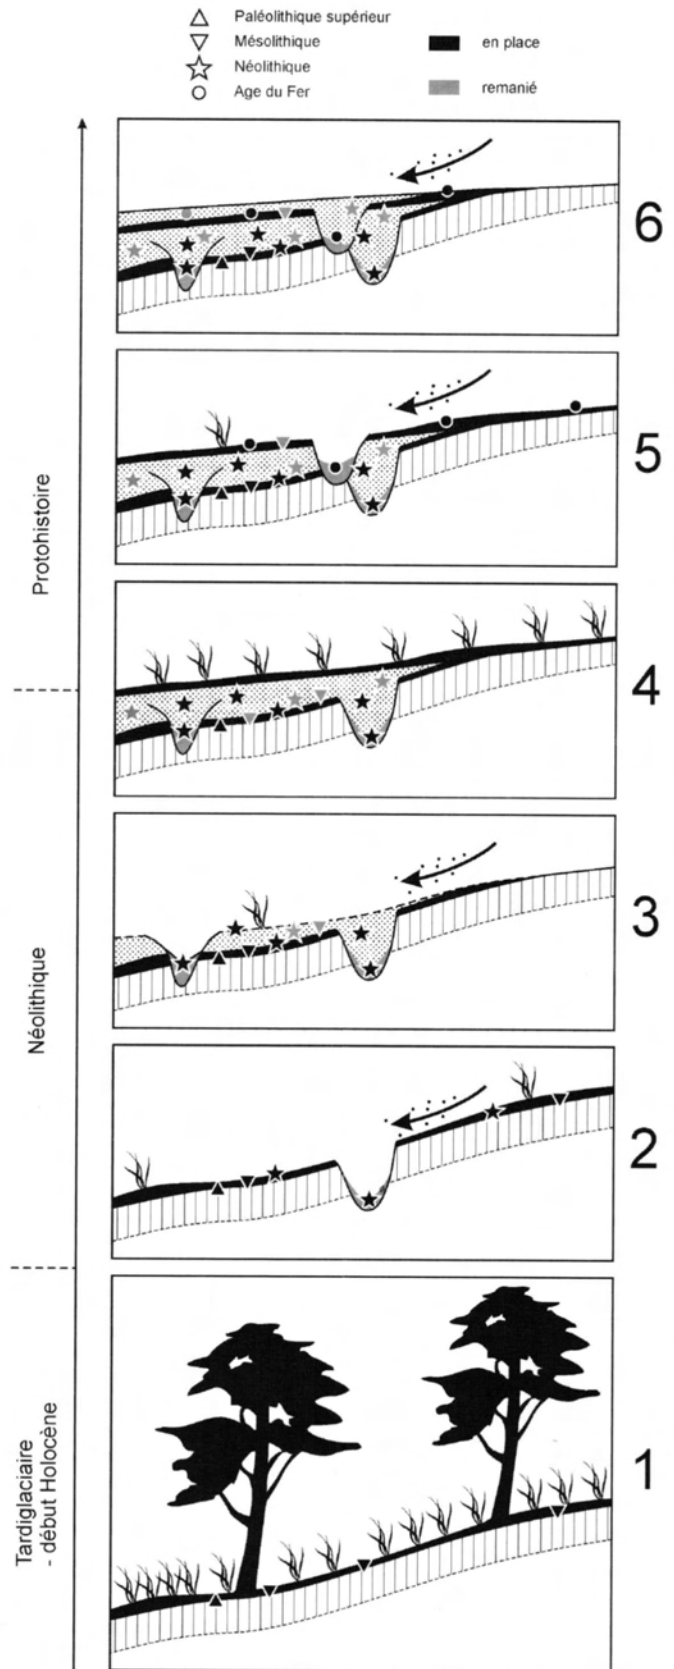 Paléolithique supérieur
Mésolithique
en place
Néolithique
Age du Fer
remanié
6
5
Protohistoire
4
3
Néolithique
2
1
Tardiglaciaire
- début Holocène